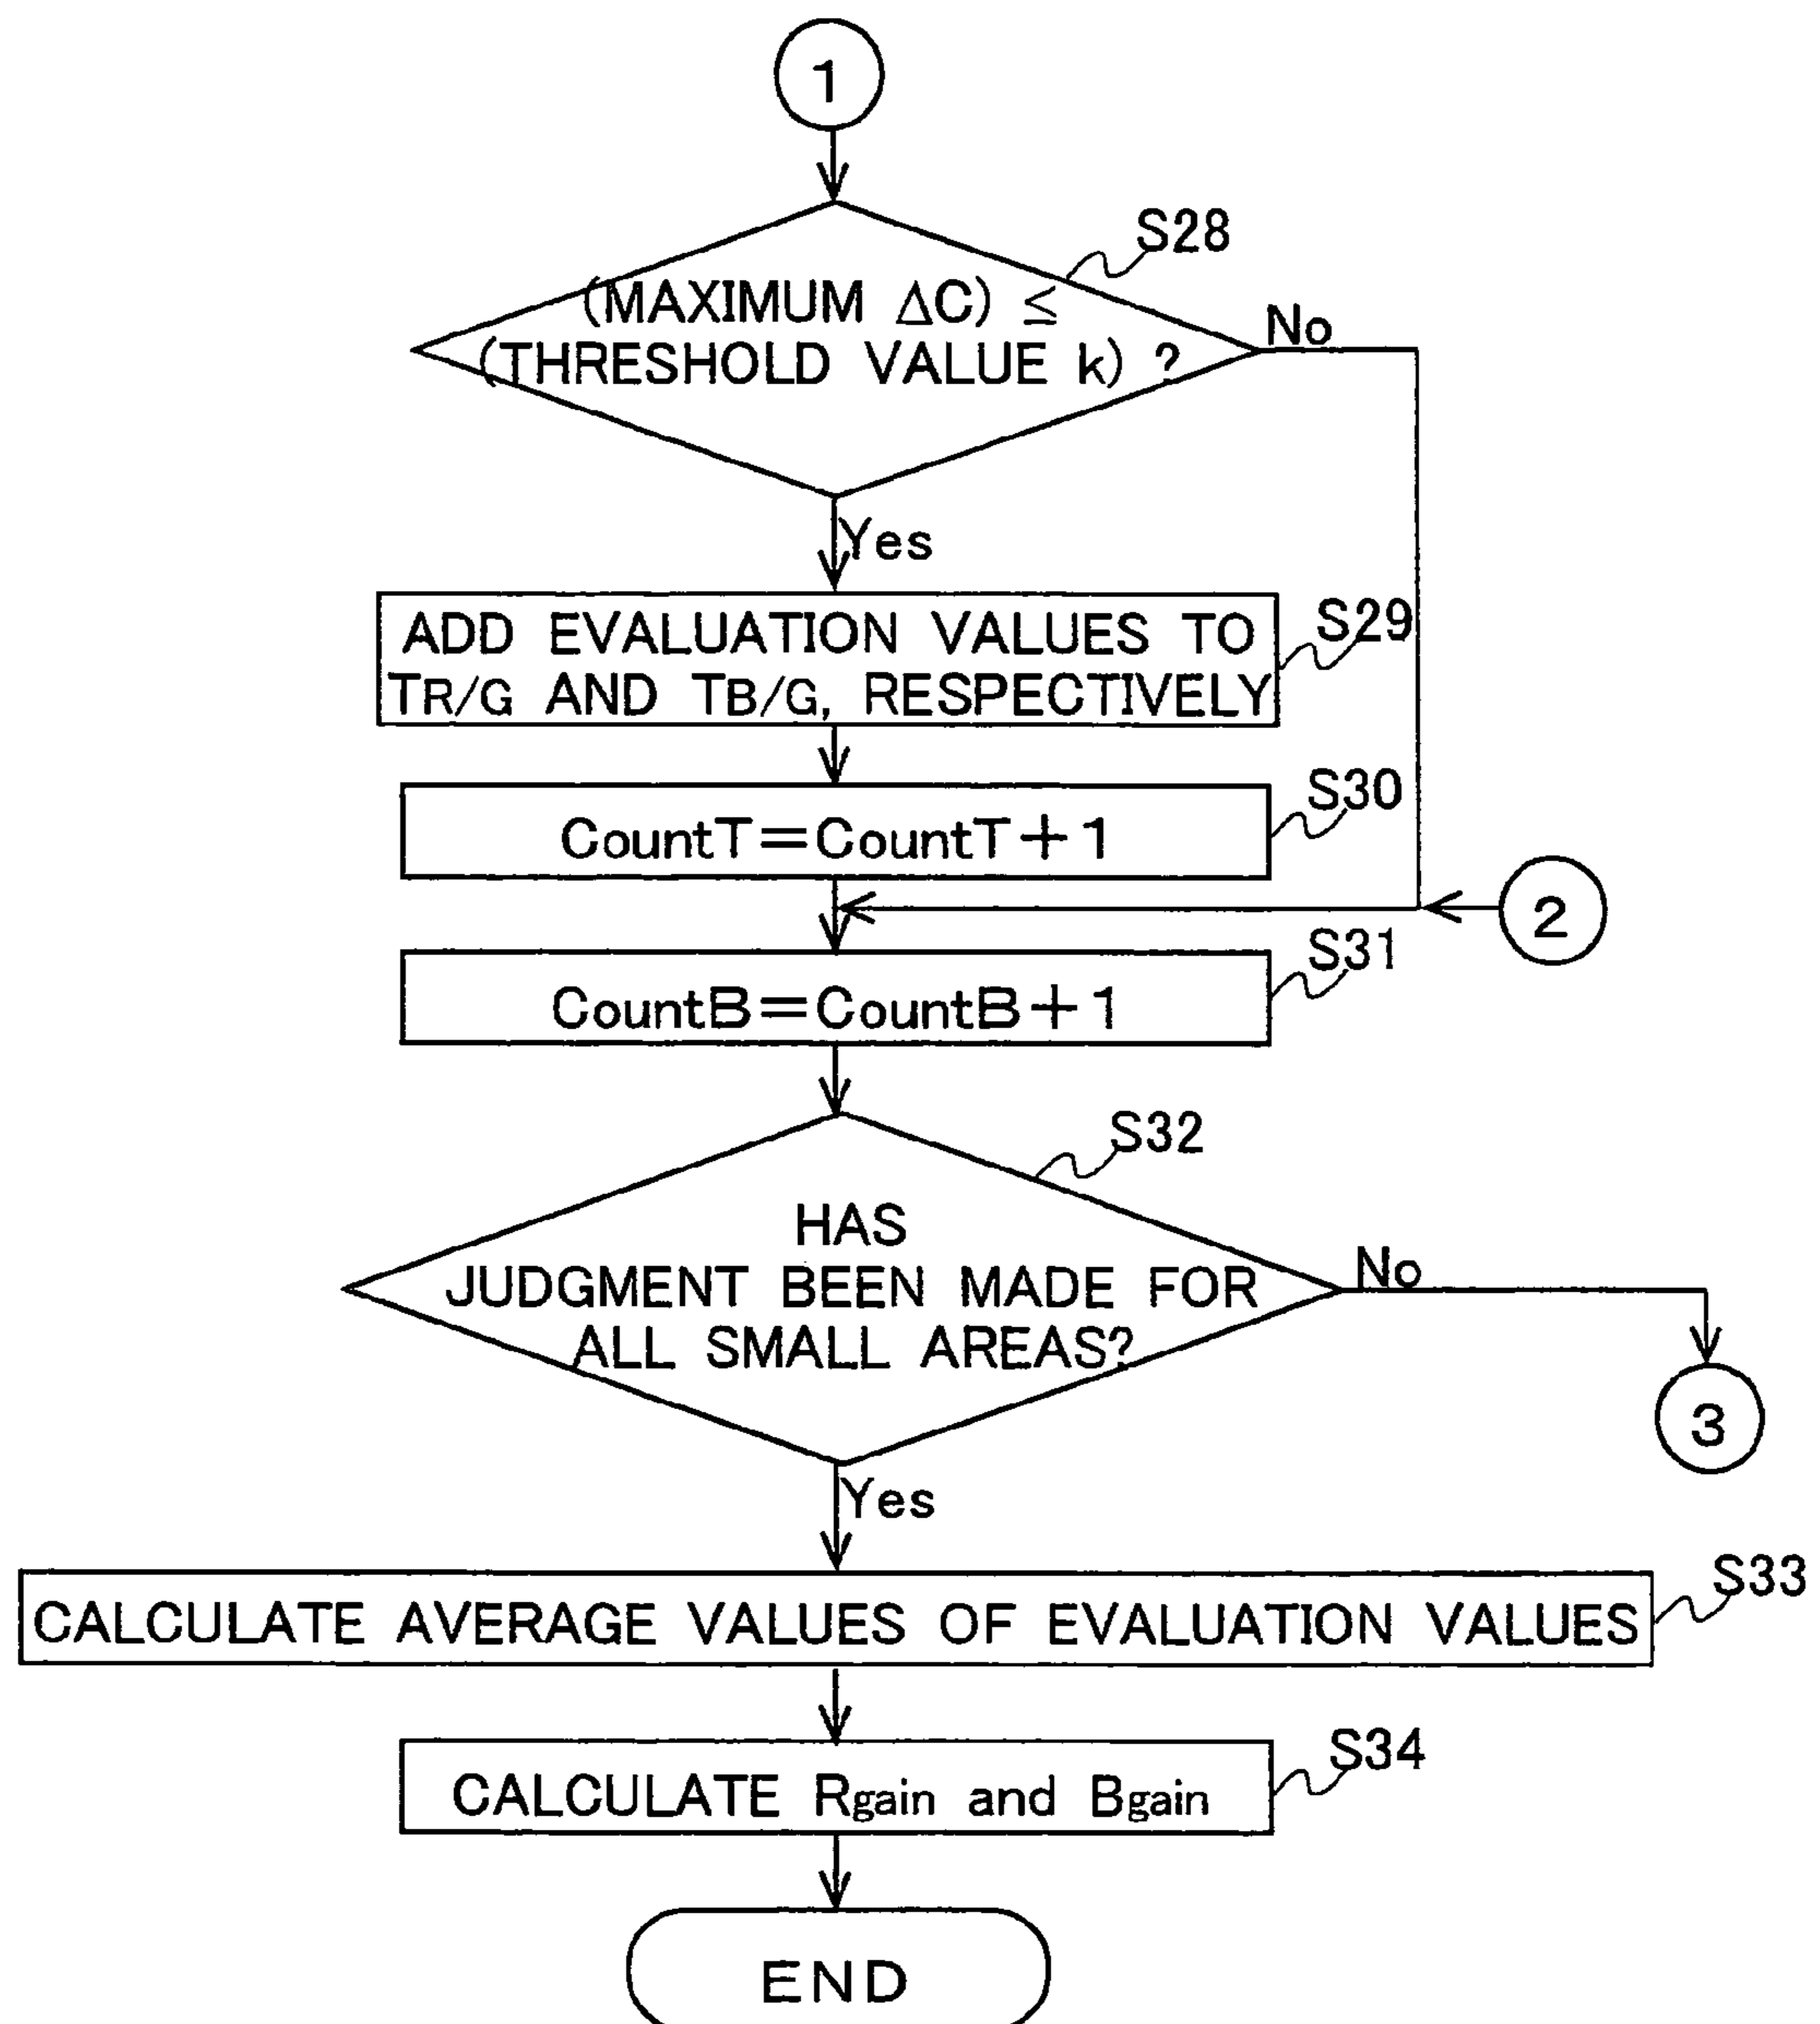 1
S28
(MAXIMUM ΔC) ≦
(THRESHOLD VALUE k) ?
No
Yes
ADD EVALUATION VALUES TO
TR/G AND TB/G, RESPECTIVELY
S29
CountT=CountT+1
S30
2
CountB=CountB+1
S31
S32
HAS
JUDGMENT BEEN MADE FOR
ALL SMALL AREAS?
No
3
Yes
CALCULATE AVERAGE VALUES OF EVALUATION VALUES
S33
CALCULATE Rgain and Bgain
S34
END